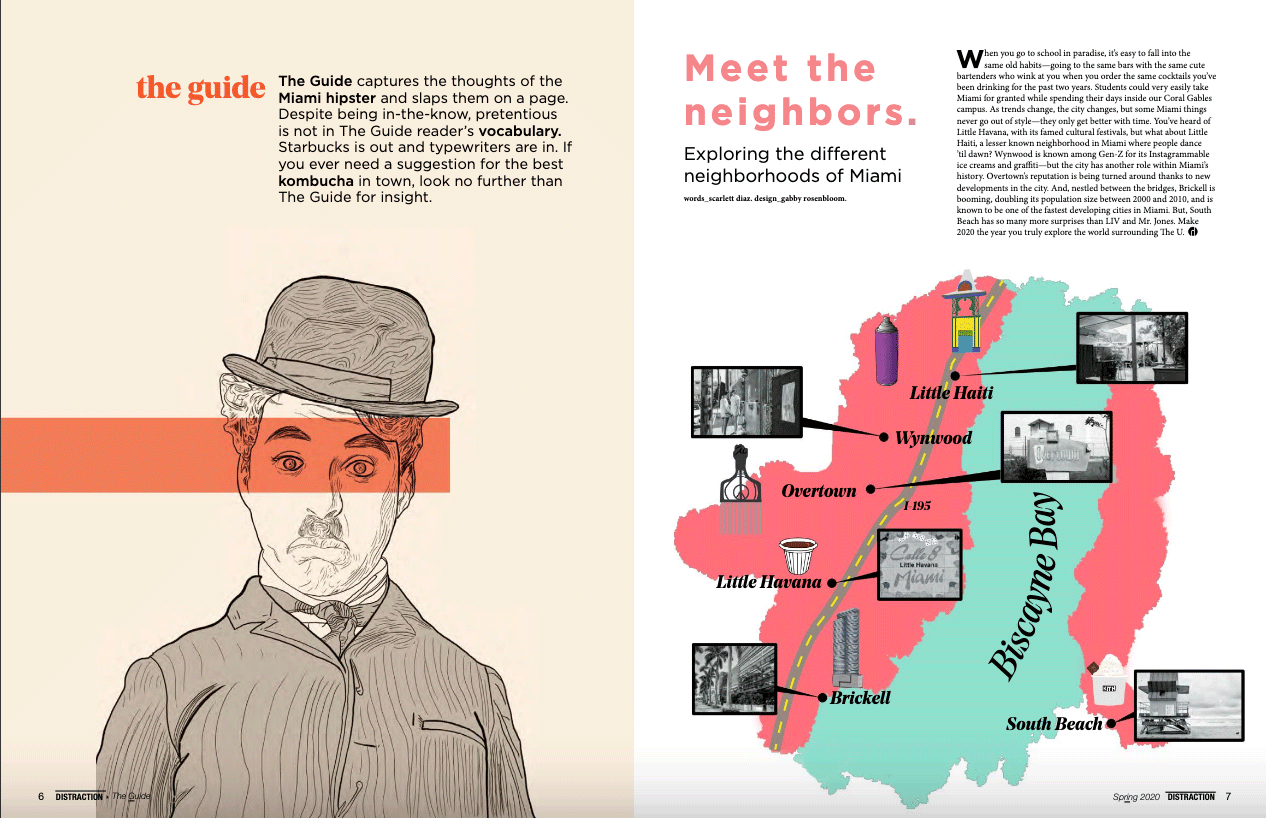 the guide
The Guide captures the thoughts of the
Miami hipster and slaps them on a page.
Despite being in-the-know, pretentious
is not in The Guide reader's vocabulary.
Starbucks is out and typewriters are in. If
you ever need a suggestion for the best
kombucha in town, look no further than
The Guide for insight.
6 DISTRACTION • The Guide
Meet the
neighbors.
Exploring the different
neighborhoods of Miami
words_scarlett diaz. design_gabby rosenbloom.
When you go to school in paradise, it's easy to fall into the
same old habits—going to the same bars with the same cute
bartenders who wink at you when you order the same cocktails you've
been drinking for the past two years. Students could very easily take
Miami for granted while spending their days inside our Coral Gables
campus. As trends change, the city changes, but some Miami things
never go out of style—they only get better with time. You've heard of
Little Havana, with its famed cultural festivals, but what about Little
Haiti, a lesser known neighborhood in Miami where people dance
'til dawn? Wynwood is known among Gen-Z for its Instagrammable
ice creams and graffiti—but the city has another role within Miami's
history. Overtown's reputation is being turned around thanks to new
developments in the city. And, nestled between the bridges, Brickell is
booming, doubling its population size between 2000 and 2010, and is
known to be one of the fastest developing cities in Miami. But, South
Beach has so many more surprises than LIV and Mr. Jones. Make
2020 the year you truly explore the world surrounding The U.
Little Haiti
Wynwood
Overtown
Overtown
I-195
Calle 8
Little Havana
Miami
Little Havana
Biscayne Bay
Brickell
KITH
South Beach
Spring 2020 DISTRACTION 7